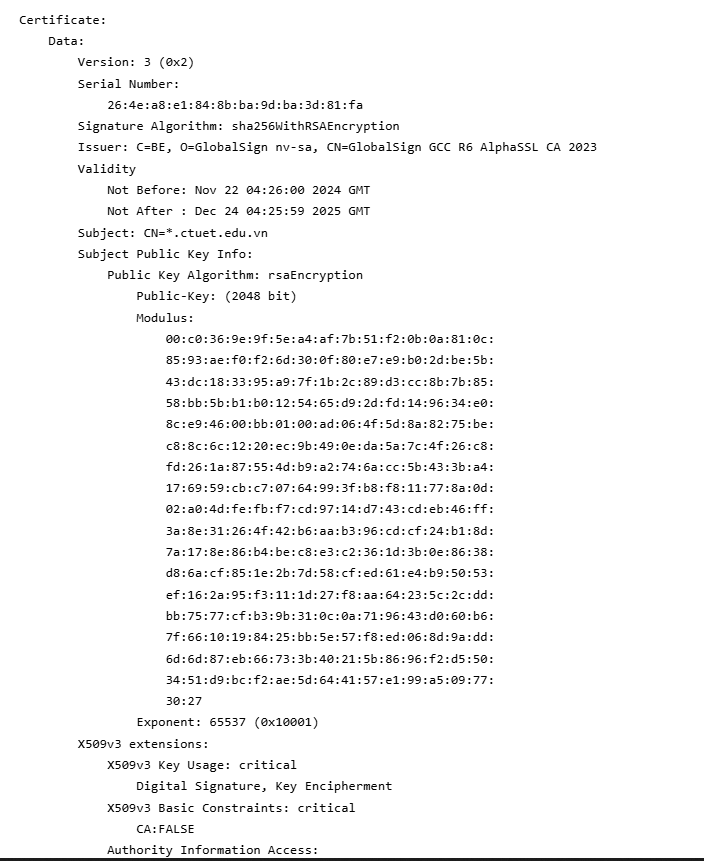 Certificate:
Data:
Version: 3 (0x2)
Serial Number:
26:4e:a8:e1:84:8b:ba:9d:ba:3d:81:fa
Signature Algorithm: sha256WithRSAEncryption
Issuer: C=BE, O=GlobalSign nv-sa, CN=GlobalSign GCC R6 AlphaSSL CA 2023
Validity
Not Before: Nov 22 04:26:00 2024 GMT
Not After : Dec 24 04:25:59 2025 GMT
Subject: CN=*.ctuet.edu.vn
Subject Public Key Info:
Public Key Algorithm: rsaEncryption
Public-Key: (2048 bit)
Modulus:
00:c0:36:9e:9f:5e:a4:af:7b:51:f2:0b:0a:81:0c:
85:93:ae:f0:f2:6d:30:0f:80:e7:e9:b0:2d:be:5b:
43:dc:18:33:95:a9:7f:1b:2c:89:d3:cc:8b:7b:85:
58:bb:5b:b1:b0:12:54:65:d9:2d:fd:14:96:34:e0:
8c:e9:46:00:bb:01:00:ad:06:4f:5d:8a:82:75:be:
c8:8c:6c:12:20:ec:9b:49:0e:da:5a:7c:4f:26:c8:
fd:26:1a:87:55:4d:b9:a2:74:6a:cc:5b:43:3b:a4:
17:69:59:cb:c7:07:64:99:3f:b8:f8:11:77:8a:0d:
02:a0:4d:fe:fb:f7:cd:97:14:d7:43:cd:eb:46:ff:
3a:8e:31:26:4f:42:b6:aa:b3:96:cd:cf:24:b1:8d:
7a:17:8e:86:b4:be:c8:e3:c2:36:1d:3b:0e:86:38:
d8:6a:cf:85:1e:2b:7d:58:cf:ed:61:e4:b9:50:53:
ef:16:2a:95:f3:11:1d:27:f8:aa:64:23:5c:2c:dd:
bb:75:77:cf:b3:9b:31:0c:0a:71:96:43:d0:60:b6:
7f:66:10:19:84:25:bb:5e:57:f8:ed:06:8d:9a:dd:
6d:6d:87:eb:66:73:3b:40:21:5b:86:96:f2:d5:50:
34:51:d9:bc:f2:ae:5d:64:41:57:e1:99:a5:09:77:
30:27
Exponent: 65537 (0x10001)
X509v3 extensions:
X509v3 Key Usage: critical
Digital Signature, Key Encipherment
X509v3 Basic Constraints: critical
CA:FALSE
Authority Information Access: